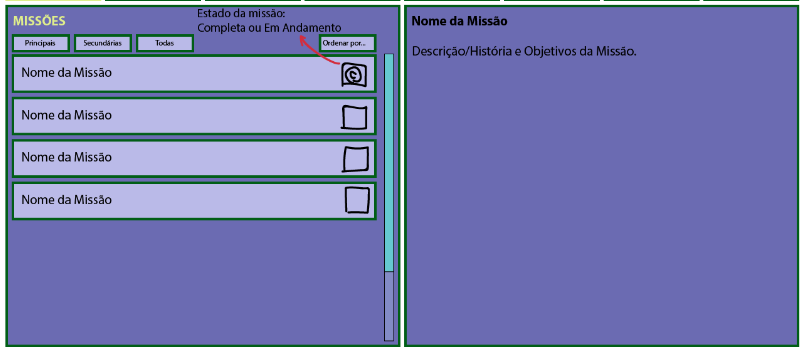 MISSÕES
Estado da missão:
Completa ou Em Andamento
Principais
Secundárias
Todas
Ordenar por...
Nome da Missão
C
Nome da Missão
Nome da Missão
Nome da Missão
Nome da Missão
Descrição/História e Objetivos da Missão.